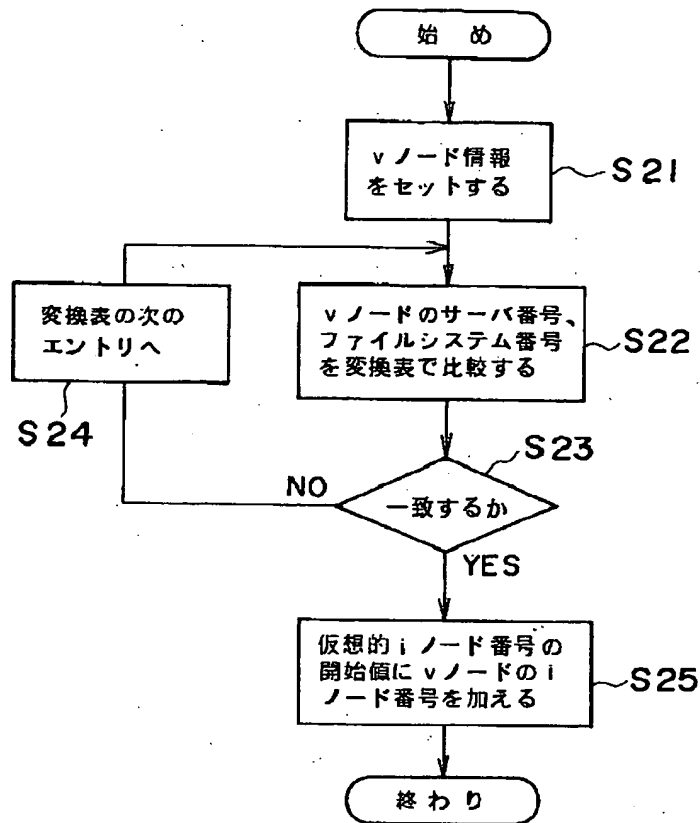 始 め
vノード情報
をセットする
S21
変換表の次の
エントリへ
S24
vノードのサーバ番号、
ファイルシステム番号
を変換表で比較する
S22
S23
NO
一致するか
YES
仮想的iノード番号の
開始値にvノードのi
ノード番号を加える
S25
終わり